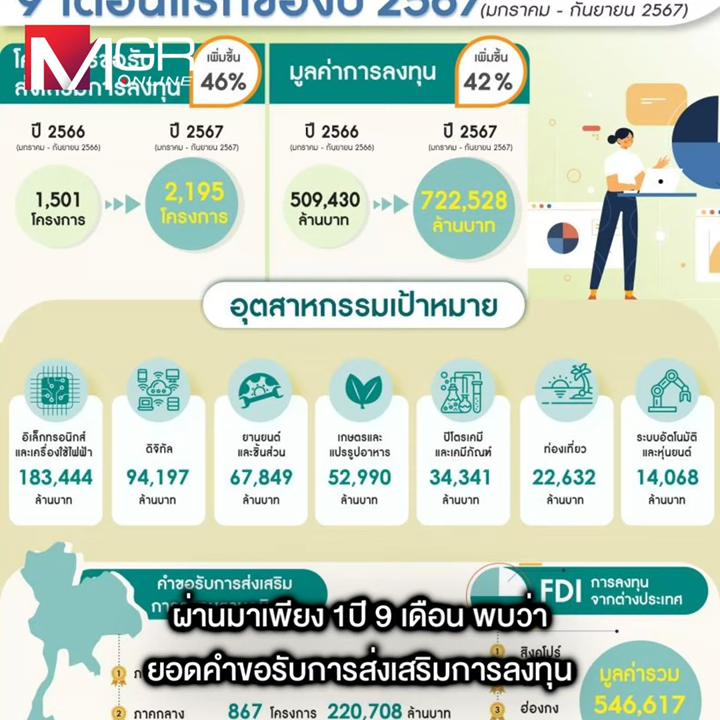 9 เดือนแรกของปี 2567 (มกราคม - กันยายน 2567)
MGR
ONLINE
ส่งเสริมการลงทุน
เพิ่มขึ้น
46%
มูลค่าการลงทุน
เพิ่มขึ้น
42%
ปี 2566
(มกราคม - กันยายน 2566)
ปี 2567
(มกราคม - กันยายน 2567)
1,501
โครงการ
2,195
โครงการ
ปี 2566
(มกราคม - กันยายน 2566)
ปี 2567
(มกราคม - กันยายน 2567)
509,430
ล้านบาท
722,528
ล้านบาท
อุตสาหกรรมเป้าหมาย
อิเล็กทรอนิกส์
และเครื่องใช้ไฟฟ้า
183,444
ล้านบาท
ดิจิทัล
94,197
ล้านบาท
ยานยนต์
และชิ้นส่วน
67,849
ล้านบาท
เกษตรและ
แปรรูปอาหาร
52,990
ล้านบาท
ปิโตรเคมี
และเคมีภัณฑ์
34,341
ล้านบาท
ท่องเที่ยว
22,632
ล้านบาท
ระบบอัตโนมัติ
และหุ่นยนต์
14,068
ล้านบาท
คำขอรับการส่งเสริม
FDI การลงทุน
จากต่างประเทศ
ผ่านมาเพียง 1ปี 9 เดือน พบว่า
ยอดคำขอรับการส่งเสริมการลงทุน
1
2 ภาคกลาง 867 โครงการ 220,708 ล้านบาท
สิงคโปร์
3 ฮ่องกง
มูลค่ารวม
546,617